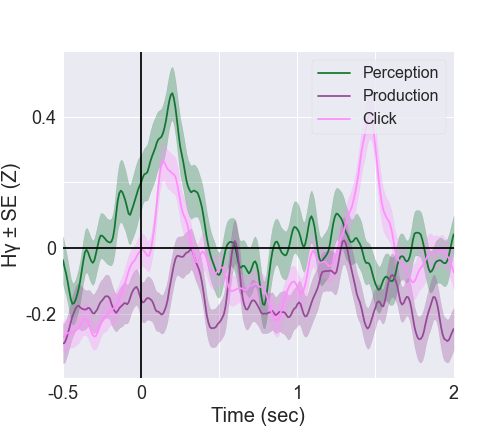 Perception
Production
Click
Hγ ± SE (Z)
0.4
0
-0.2
-0.5
0
1
2
Time (sec)